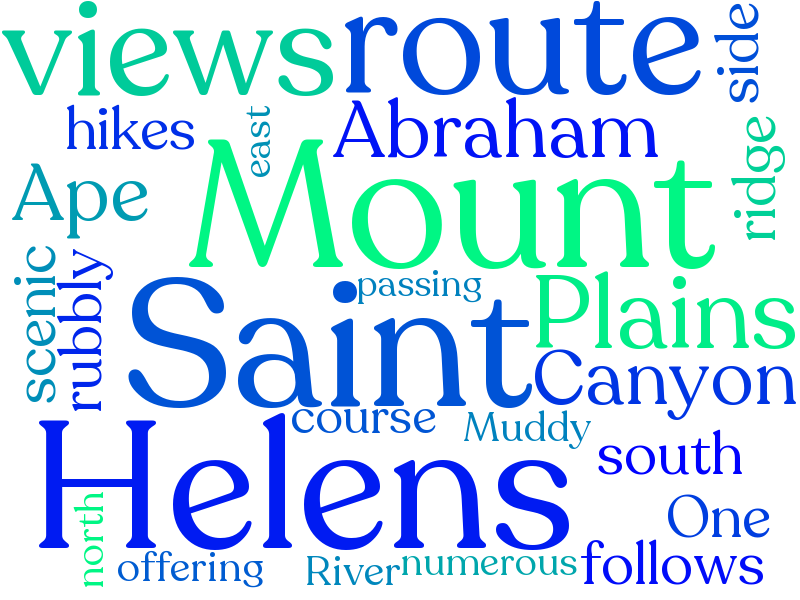 views
route
side
hikes
east
Abraham
ridge
Ape
Mount
scenic
rubbly
passing
Saint
Plains
Canyon
course
Muddy
Helens
south
north
One
offering
River
numerous
follows